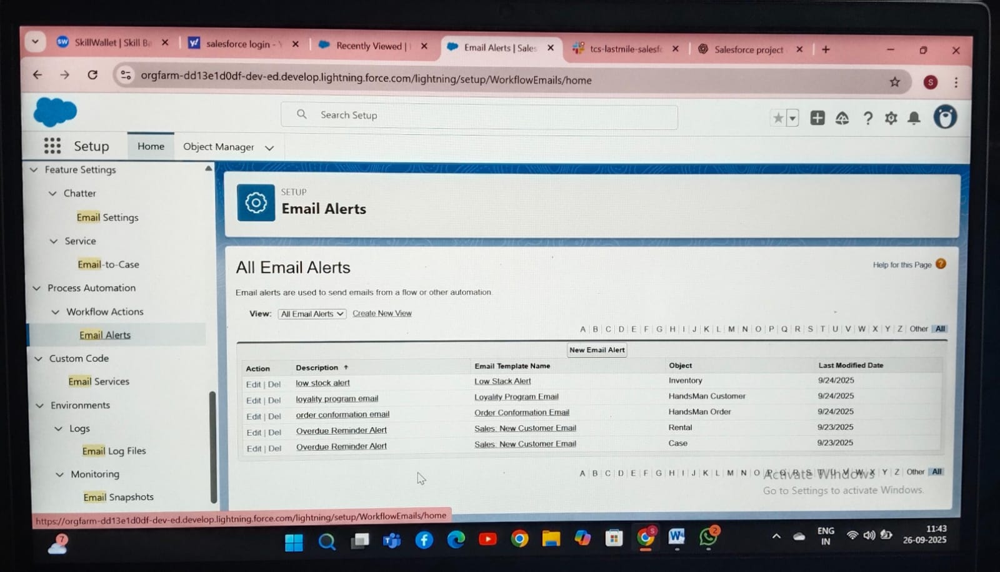 SW SkillWallet | Skill Ba
y! salesforce login - Y
Recently Viewed |
Email Alerts | Sales
tcs-lastmile-salesfo
Salesforce project
orgfarm-dd13e1d0df-dev-ed.develop.lightning.force.com/lightning/setup/WorkflowEmails/home
S
Search Setup
Setup
Home
Object Manager
Feature Settings
Chatter
Email Settings
Service
Email-to-Case
Process Automation
Workflow Actions
Email Alerts
Custom Code
Email Services
Environments
Logs
Email Log Files
Monitoring
Email Snapshots
SETUP
Email Alerts
All Email Alerts
Help for this Page ?
Email alerts are used to send emails from a flow or other automation.
View: All Email Alerts Create New View
A | B | C | D | E | F | G | H | I | J | K | L | M | N | O | P | Q | R | S | T | U | V | W | X | Y | Z | Other | All
New Email Alert
Action Description Email Template Name Object Last Modified Date
Edit | Del low stock alert Low Stack Alert Inventory 9/24/2025
Edit | Del loyality program email Loyality Program Email HandsMan Customer 9/24/2025
Edit | Del order conformation email Order Conformation Email HandsMan Order 9/24/2025
Edit | Del Overdue Reminder Alert Sales: New Customer Email Rental 9/23/2025
Edit | Del Overdue Reminder Alert Sales: New Customer Email Case 9/23/2025
A | B | C | D | E | F | G | H | I | J | K | L | M | N | O | P | Q | R | S | T | U | V | W | X | Y | Z | Other | All
Activate Windows
Go to Settings to activate Windows.
https://orgfarm-dd13e1d0df-dev-ed.develop.lightning.force.com/lightning/setup/WorkflowEmails/home
7
S
W
2
ENG
IN
11:43
26-09-2025